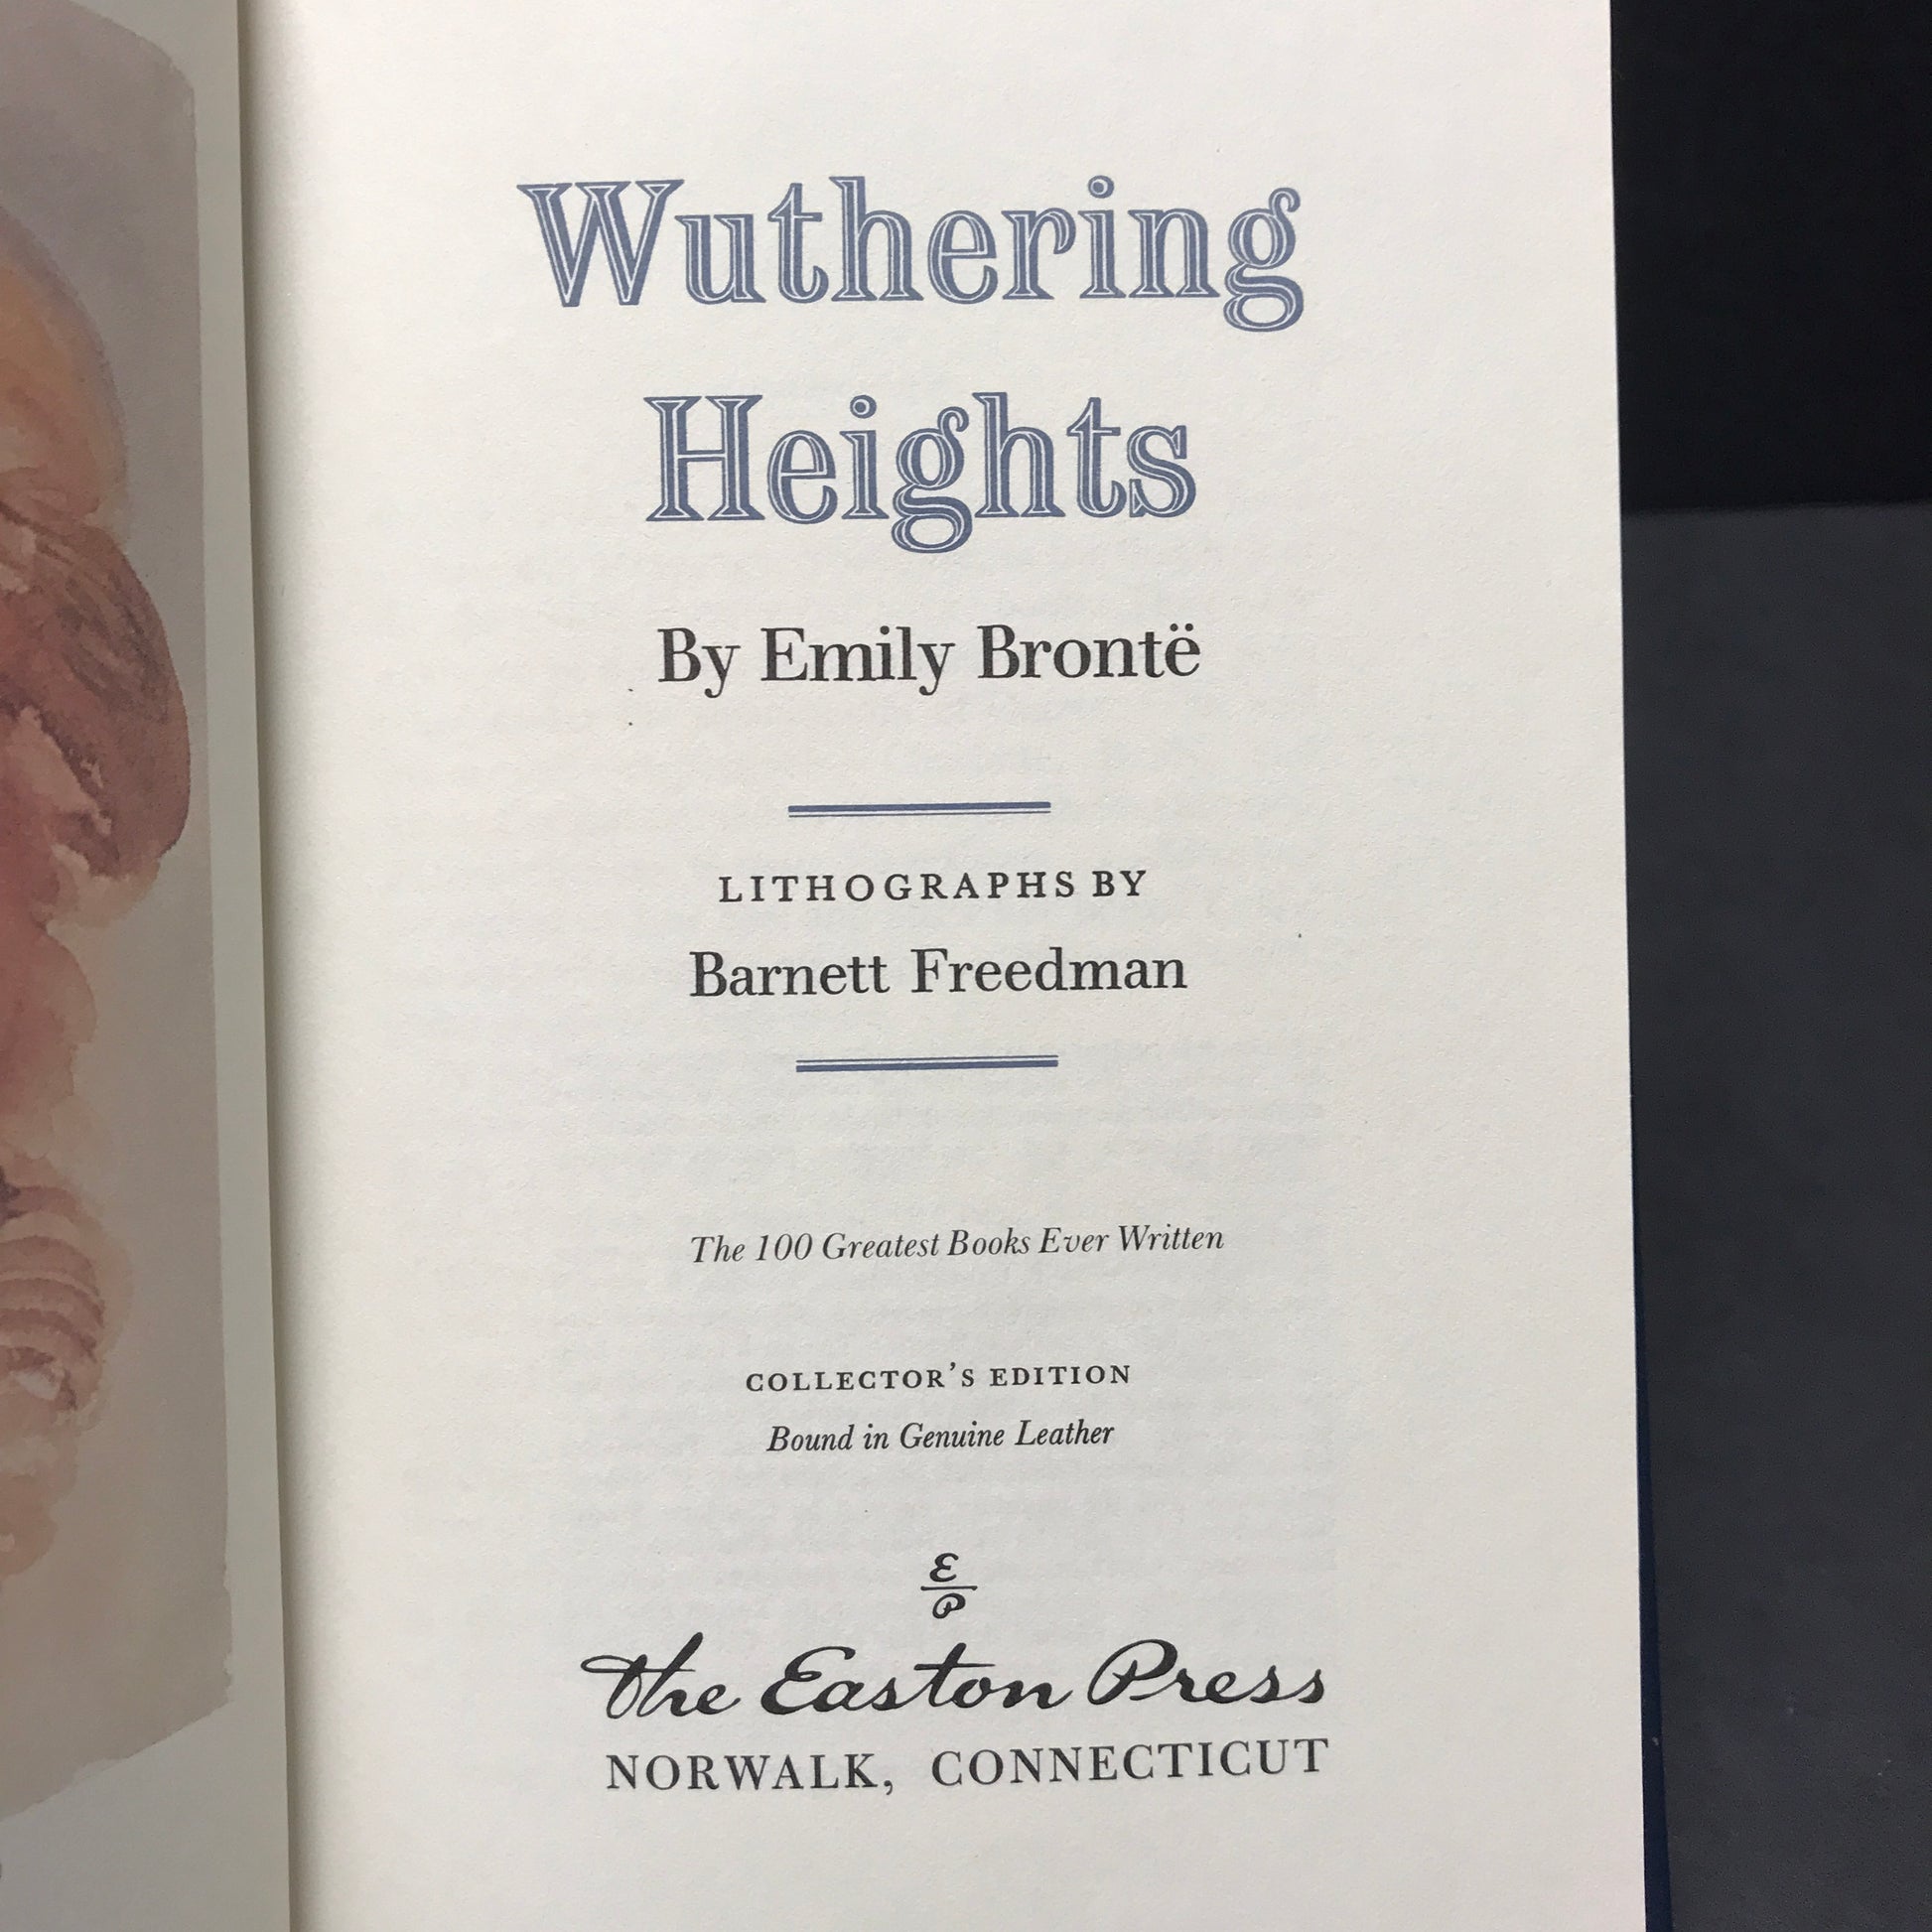 Wuthering
Heights
By Emily Brontë
LITHOGRAPHS BY
Barnett Freedman
The 100 Greatest Books Ever Written
COLLECTOR'S EDITION
Bound in Genuine Leather
E
P
The Easton Press
NORWALK, CONNECTICUT